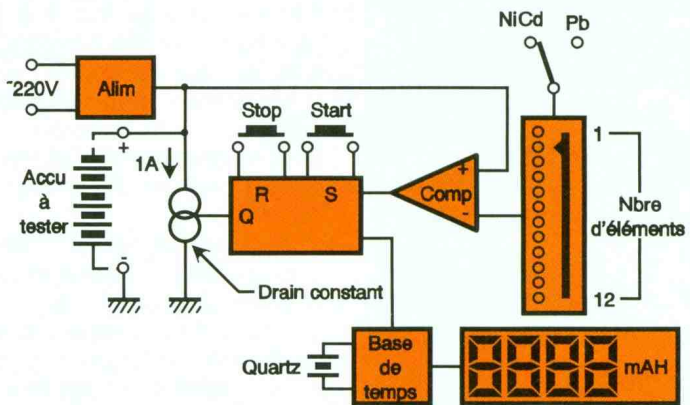 NiCd Pb
~220V
Alim
Stop Start
1
+
1A
Accu
à
tester
R S
Q
+
Comp
-
Nbre
d'éléments
-
12
Drain constant
Quartz
Base
de
temps
8888 mAH